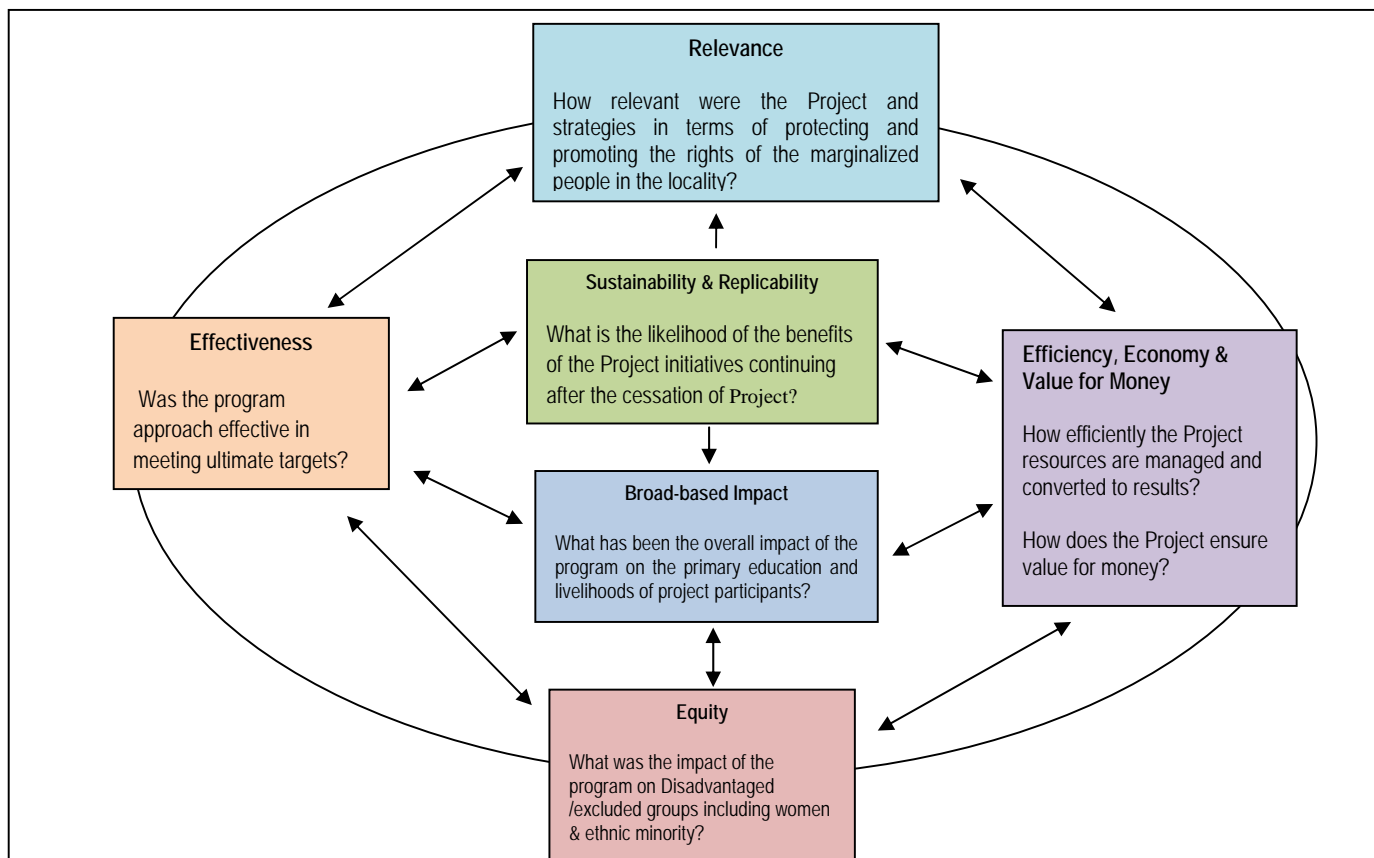 Relevance
How relevant were the Project and
strategies in terms of protecting and
promoting the rights of the marginalized
people in the locality?
Sustainability & Replicability
What is the likelihood of the benefits
of the Project initiatives continuing
after the cessation of Project?
Effectiveness
Was the program
approach effective in
meeting ultimate targets?
Efficiency, Economy &
Value for Money
How efficiently the Project
resources are managed and
converted to results?
How does the Project ensure
value for money?
Broad-based Impact
What has been the overall impact of the
program on the primary education and
livelihoods of project participants?
Equity
What was the impact of the
program on Disadvantaged
/excluded groups including women
& ethnic minority?